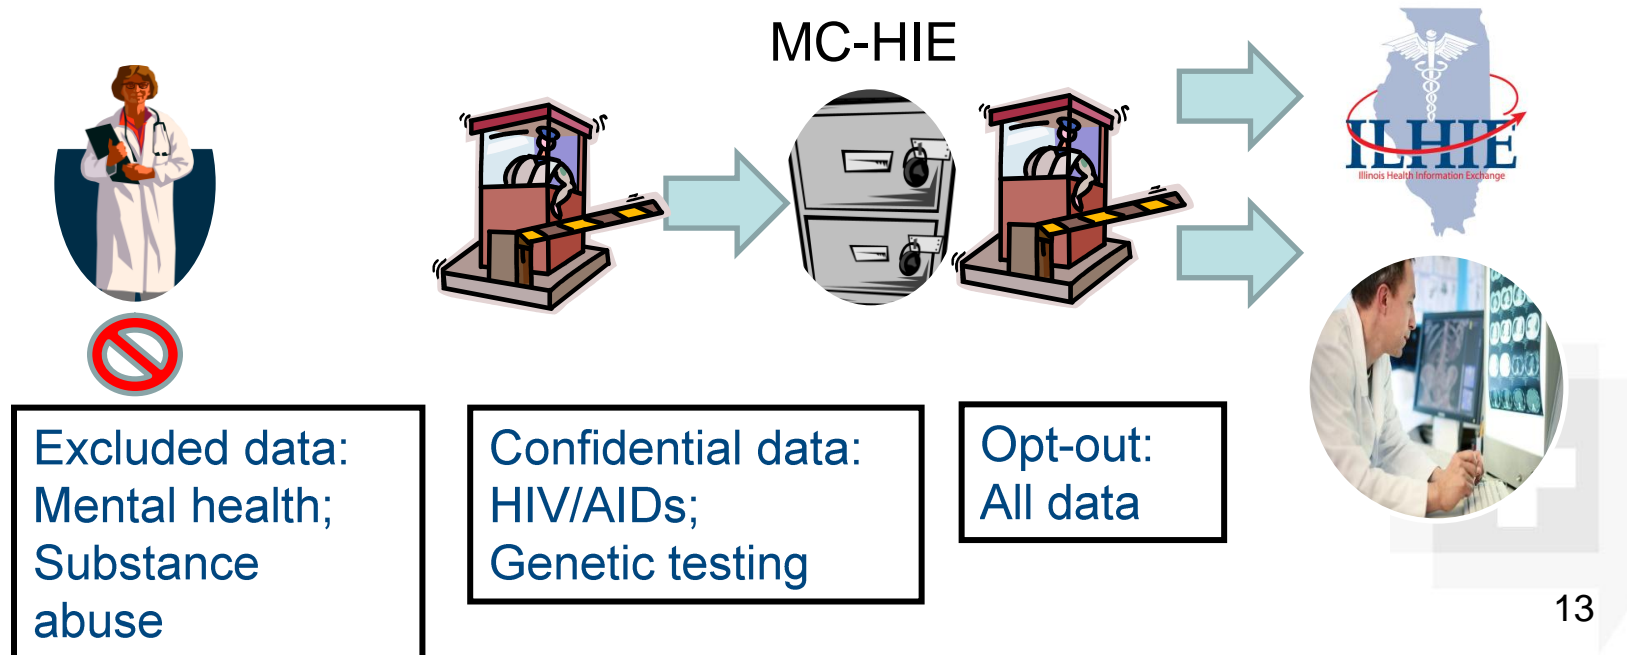 MC-HIE
ILHIE
Illinois Health Information Exchange
Excluded data:
Mental health;
Substance
abuse
Confidential data:
HIV/AIDs;
Genetic testing
Opt-out:
All data
13